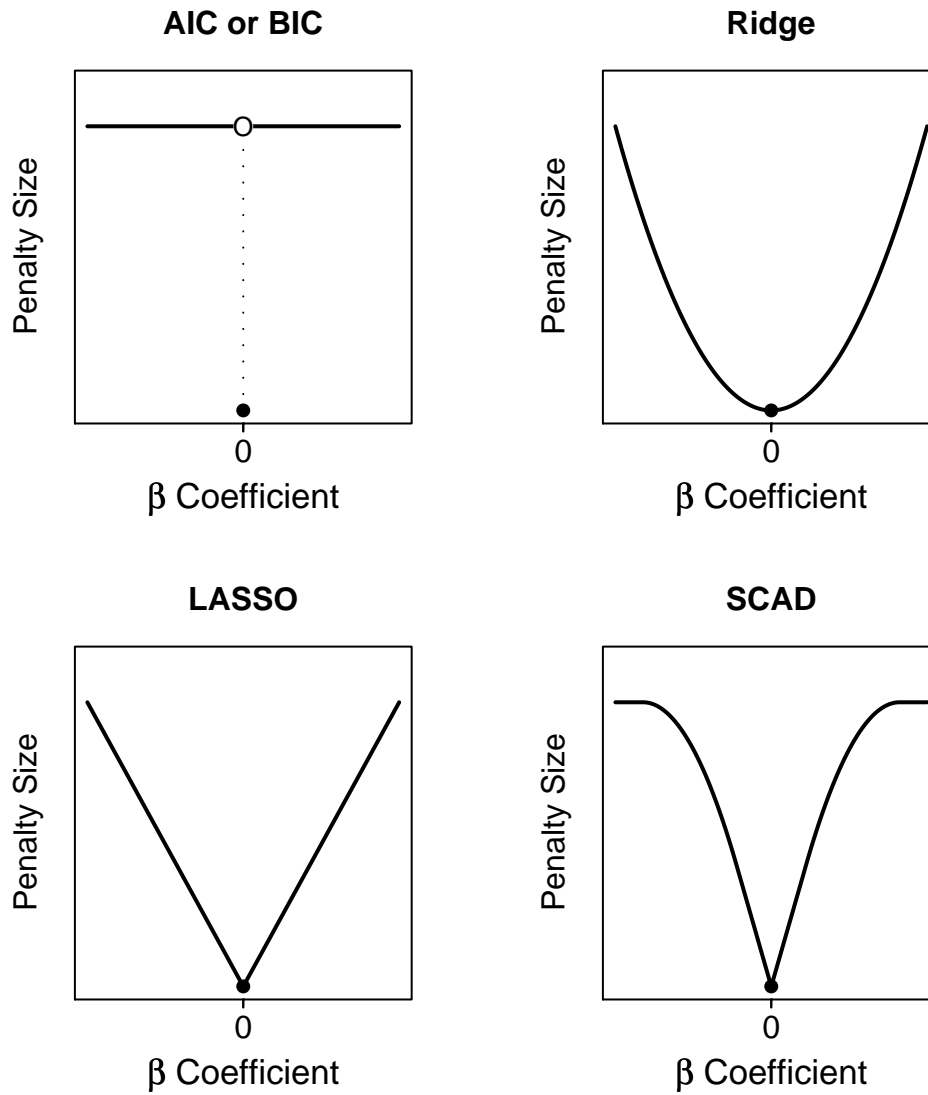 AIC or BIC
Penalty Size
0
β Coefficient
Ridge
Penalty Size
0
β Coefficient
LASSO
Penalty Size
0
β Coefficient
SCAD
Penalty Size
0
β Coefficient